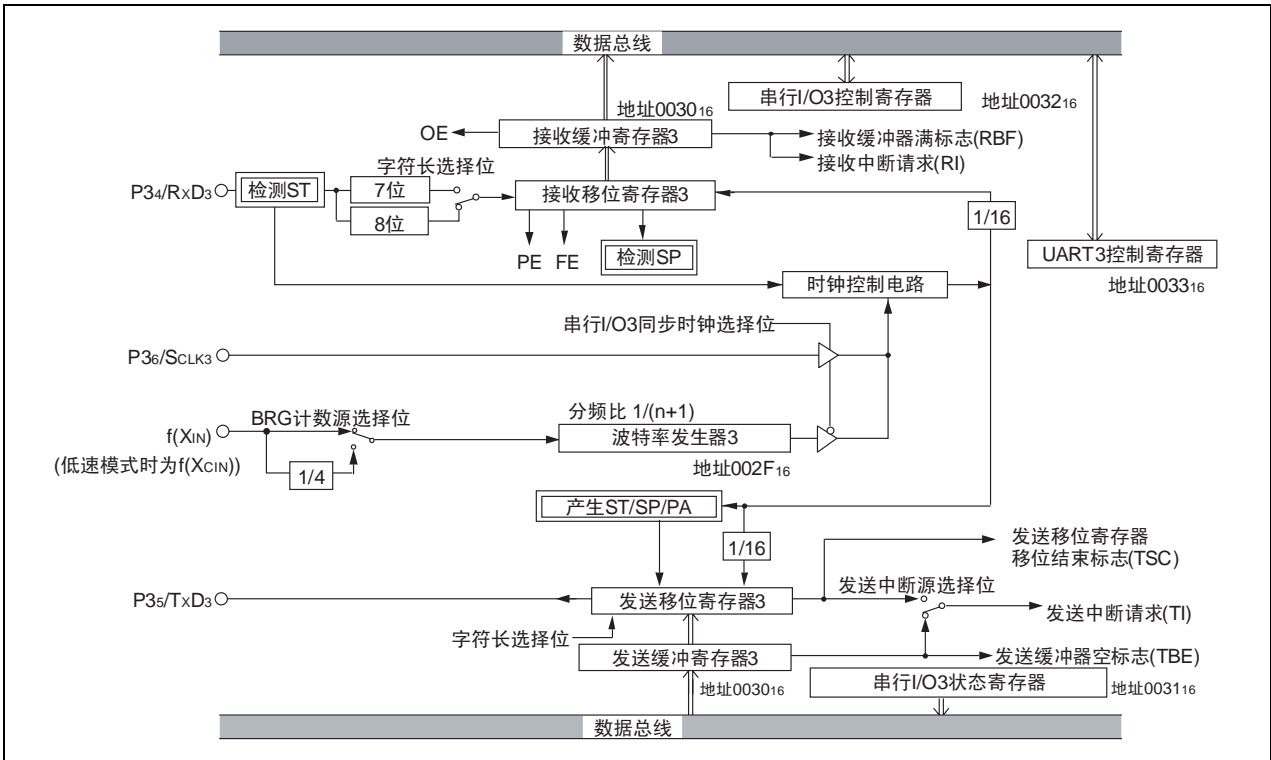 数据总线
串行I/O3控制寄存器
地址0032₁₆
地址0030₁₆
OE
接收缓冲寄存器3
接收缓冲器满标志(RBF)
接收中断请求(RI)
字符长选择位
P3₄/RxD₃
检测ST
7位
8位
接收移位寄存器3
1/16
PE
FE
检测SP
UART3控制寄存器
地址0033₁₆
时钟控制电路
串行I/O3同步时钟选择位
P3₆/SCLK3
BRG计数源选择位
分频比 1/(n+1)
f(XIN)
波特率发生器3
(低速模式时为f(XCIN))
1/4
地址002F₁₆
产生ST/SP/PA
1/16
发送移位寄存器
移位结束标志(TSC)
P3₅/TxD₃
发送移位寄存器3
发送中断源选择位
发送中断请求(TI)
字符长选择位
发送缓冲寄存器3
发送缓冲器空标志(TBE)
地址0030₁₆
串行I/O3状态寄存器
地址0031₁₆
数据总线